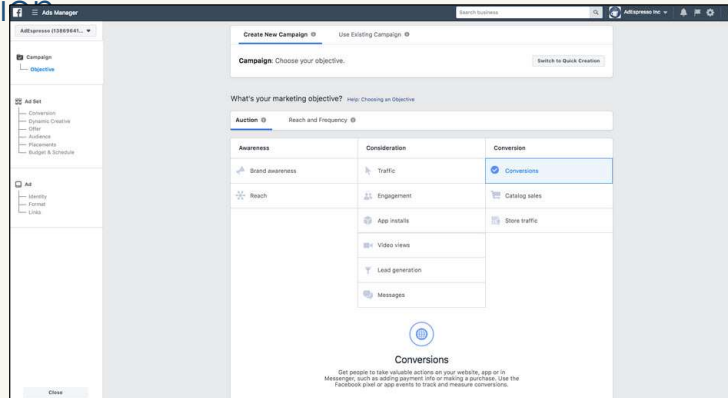 Ads Manager
Search business
AdEspresso Inc
AdEspresso (13869641...
Create New Campaign
Use Existing Campaign
Campaign
Objective
Campaign: Choose your objective.
Switch to Quick Creation
What's your marketing objective? Help: Choosing an Objective
Ad Set
Conversion
Dynamic Creative
Offer
Audience
Placements
Budget & Schedule
Auction
Reach and Frequency
Awareness
Consideration
Conversion
Brand awareness
Traffic
Conversions
Ad
Identity
Format
Links
Reach
Engagement
Catalog sales
App installs
Store traffic
Video views
Lead generation
Messages
Conversions
Get people to take valuable actions on your website, app or in
Messenger, such as adding payment info or making a purchase. Use the
Facebook pixel or app events to track and measure conversions.
Close